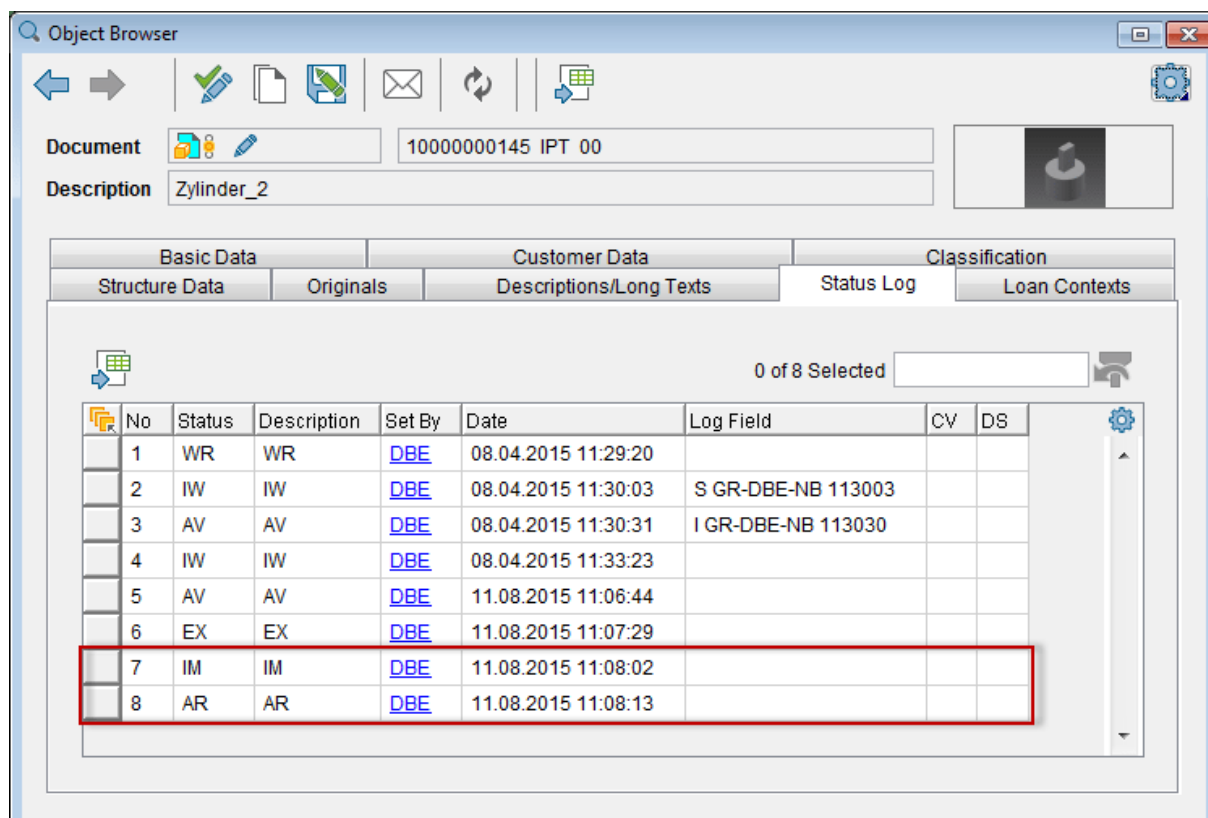 Object Browser
Document 10000000145 IPT 00
Description Zylinder_2
Basic Data Customer Data Classification
Structure Data Originals Descriptions/Long Texts Status Log Loan Contexts
0 of 8 Selected
No Status Description Set By Date Log Field CV DS
1 WR WR DBE 08.04.2015 11:29:20
2 IW IW DBE 08.04.2015 11:30:03 S GR-DBE-NB 113003
3 AV AV DBE 08.04.2015 11:30:31 I GR-DBE-NB 113030
4 IW IW DBE 08.04.2015 11:33:23
5 AV AV DBE 11.08.2015 11:06:44
6 EX EX DBE 11.08.2015 11:07:29
7 IM IM DBE 11.08.2015 11:08:02
8 AR AR DBE 11.08.2015 11:08:13